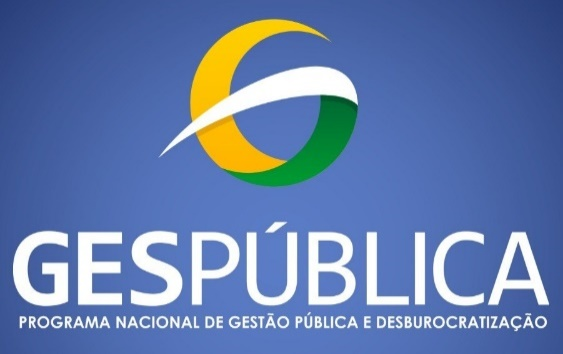 GESPÚBLICA
PROGRAMA NACIONAL DE GESTÃO PÚBLICA E DESBUROCRATIZAÇÃO